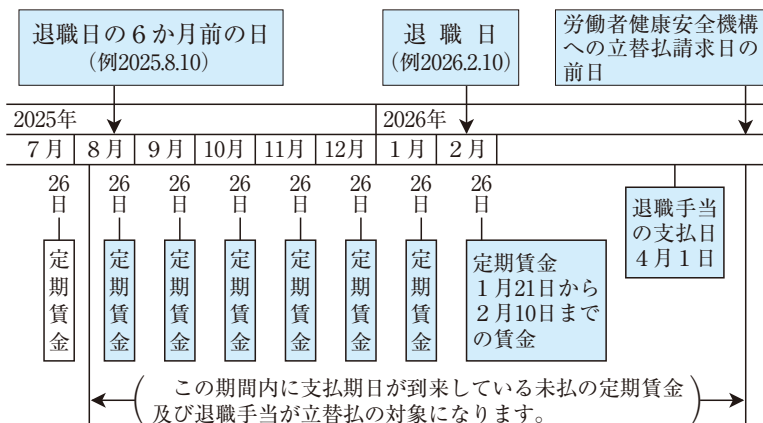 退職日の6か月前の日
（例2025.8.10）
退職日
（例2026.2.10）
労働者健康安全機構
への立替払請求日の
前日
2025年
2026年
7月 8月 9月 10月 11月 12月 1月 2月
26日 26日 26日 26日 26日 26日 26日 26日
定期賃金
定期賃金
定期賃金
定期賃金
定期賃金
定期賃金
定期賃金
定期賃金
1月21日から
2月10日まで
の賃金
退職手当
の支払日
4月1日
この期間内に支払期日が到来している未払の定期賃金
及び退職手当が立替払の対象になります。